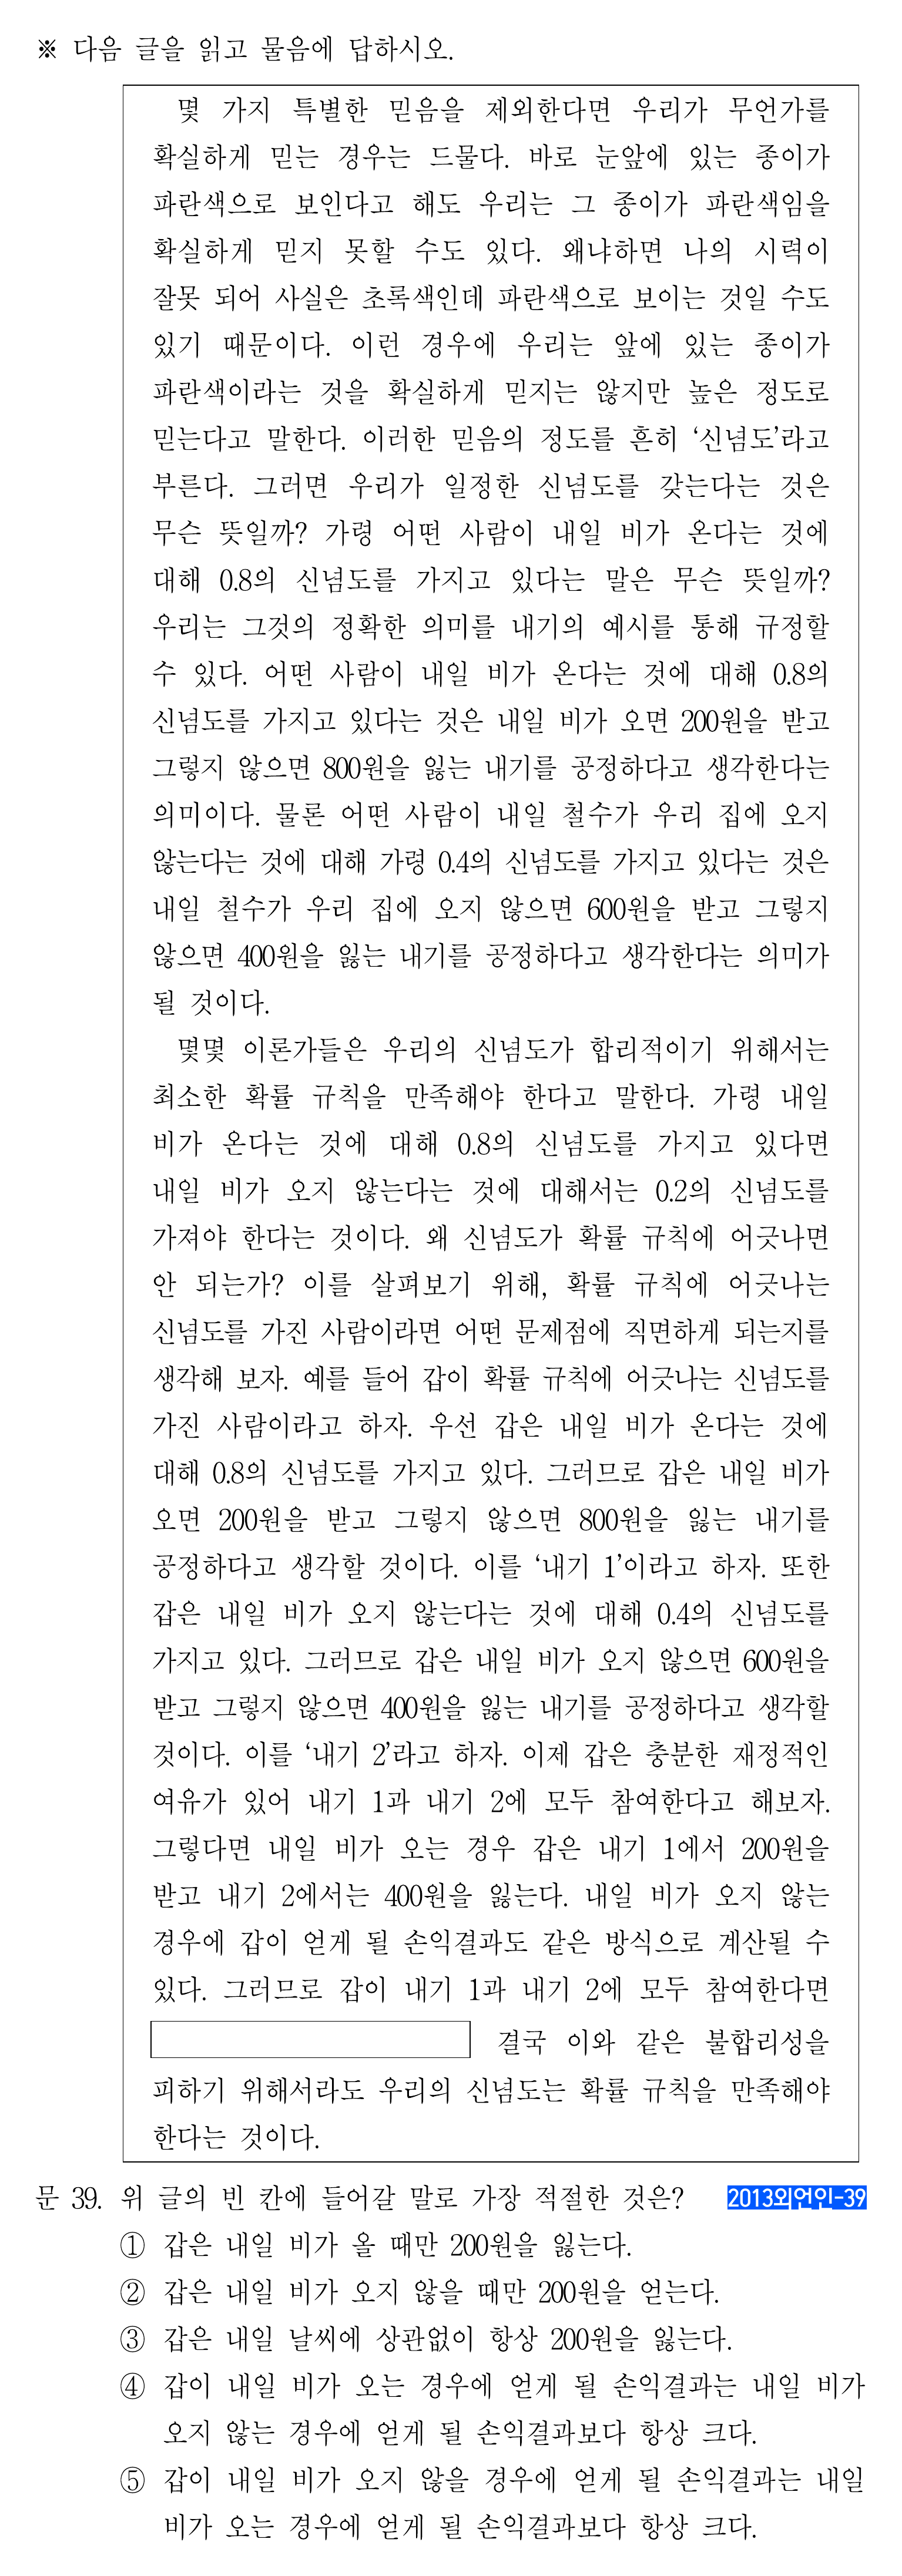 ※ 다음 글을 읽고 물음에 답하시오.
몇 가지 특별한 믿음을 제외한다면 우리가 무언가를
확실하게 믿는 경우는 드물다. 바로 눈앞에 있는 종이가
파란색으로 보인다고 해도 우리는 그 종이가 파란색임을
확실하게 믿지 못할 수도 있다. 왜냐하면 나의 시력이
잘못 되어 사실은 초록색인데 파란색으로 보이는 것일 수도
있기 때문이다. 이런 경우에 우리는 앞에 있는 종이가
파란색이라는 것을 확실하게 믿지는 않지만 높은 정도로
믿는다고 말한다. 이러한 믿음의 정도를 흔히 ‘신념도’라고
부른다. 그러면 우리가 일정한 신념도를 갖는다는 것은
무슨 뜻일까? 가령 어떤 사람이 내일 비가 온다는 것에
대해 0.8의 신념도를 가지고 있다는 말은 무슨 뜻일까?
우리는 그것의 정확한 의미를 내기의 예시를 통해 규정할
수 있다. 어떤 사람이 내일 비가 온다는 것에 대해 0.8의
신념도를 가지고 있다는 것은 내일 비가 오면 200원을 받고
그렇지 않으면 800원을 잃는 내기를 공정하다고 생각한다는
의미이다. 물론 어떤 사람이 내일 철수가 우리 집에 오지
않는다는 것에 대해 가령 0.4의 신념도를 가지고 있다는 것은
내일 철수가 우리 집에 오지 않으면 600원을 받고 그렇지
않으면 400원을 잃는 내기를 공정하다고 생각한다는 의미가
될 것이다.
몇몇 이론가들은 우리의 신념도가 합리적이기 위해서는
최소한 확률 규칙을 만족해야 한다고 말한다. 가령 내일
비가 온다는 것에 대해 0.8의 신념도를 가지고 있다면
내일 비가 오지 않는다는 것에 대해서는 0.2의 신념도를
가져야 한다는 것이다. 왜 신념도가 확률 규칙에 어긋나면
안 되는가? 이를 살펴보기 위해, 확률 규칙에 어긋나는
신념도를 가진 사람이라면 어떤 문제점에 직면하게 되는지를
생각해 보자. 예를 들어 갑이 확률 규칙에 어긋나는 신념도를
가진 사람이라고 하자. 우선 갑은 내일 비가 온다는 것에
대해 0.8의 신념도를 가지고 있다. 그러므로 갑은 내일 비가
오면 200원을 받고 그렇지 않으면 800원을 잃는 내기를
공정하다고 생각할 것이다. 이를 ‘내기 1’이라고 하자. 또한
갑은 내일 비가 오지 않는다는 것에 대해 0.4의 신념도를
가지고 있다. 그러므로 갑은 내일 비가 오지 않으면 600원을
받고 그렇지 않으면 400원을 잃는 내기를 공정하다고 생각할
것이다. 이를 ‘내기 2’라고 하자. 이제 갑은 충분한 재정적인
여유가 있어 내기 1과 내기 2에 모두 참여한다고 해보자.
그렇다면 내일 비가 오는 경우 갑은 내기 1에서 200원을
받고 내기 2에서는 400원을 잃는다. 내일 비가 오지 않는
경우에 갑이 얻게 될 손익결과도 같은 방식으로 계산될 수
있다. 그러므로 갑이 내기 1과 내기 2에 모두 참여한다면
결국 이와 같은 불합리성을
피하기 위해서라도 우리의 신념도는 확률 규칙을 만족해야
한다는 것이다.
문 39. 위 글의 빈 칸에 들어갈 말로 가장 적절한 것은? 2013외언인-39
① 갑은 내일 비가 올 때만 200원을 잃는다.
② 갑은 내일 비가 오지 않을 때만 200원을 얻는다.
③ 갑은 내일 날씨에 상관없이 항상 200원을 잃는다.
④ 갑이 내일 비가 오는 경우에 얻게 될 손익결과는 내일 비가
오지 않는 경우에 얻게 될 손익결과보다 항상 크다.
⑤ 갑이 내일 비가 오지 않을 경우에 얻게 될 손익결과는 내일
비가 오는 경우에 얻게 될 손익결과보다 항상 크다.